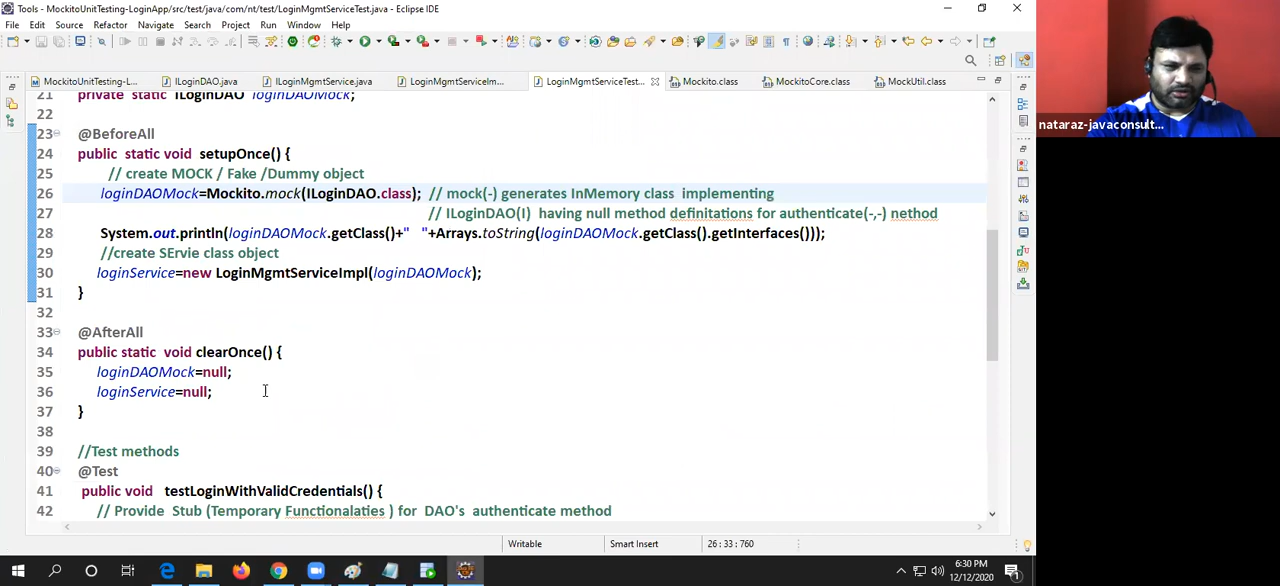 Tools - MockitoUnitTesting-LoginApp/src/test/java/com/nt/test/LoginMgmtServiceTest.java - Eclipse IDE
File Edit Source Refactor Navigate Search Project Run Window Help
MockitoUnitTesting-L... ILoginDAO.java ILoginMgmtService.java LoginMgmtServiceIm... LoginMgmtServiceTest... Mockito.class MockitoCore.class MockUtil.class
21 private static ILoginDAO loginDAOMock;
22
23 @BeforeAll
24 public static void setupOnce() {
25 // create MOCK / Fake /Dummy object
26 loginDAOMock=Mockito.mock(ILoginDAO.class); // mock(-) generates InMemory class implementing
27 // ILoginDAO(I) having null method definitations for authenticate(-,-) nethod
28 System.out.println(loginDAOMock.getClass()+" "+Arrays.toString(loginDAOMock.getClass().getInterfaces()));
29 //create SErvie class object
30 loginService=new LoginMgmtServiceImpl(loginDAOMock);
31 }
32
33 @AfterAll
34 public static void clearOnce() {
35 loginDAOMock=null;
36 loginService=null;
37 }
38
39 //Test methods
40 @Test
41 public void testLoginWithValidCredentials() {
42 // Provide Stub (Temporary Functionalaties ) for DAO's authenticate method
Writable Smart Insert 26 : 33 : 760
6:30 PM
12/12/2020
nataraz-javaconsult...